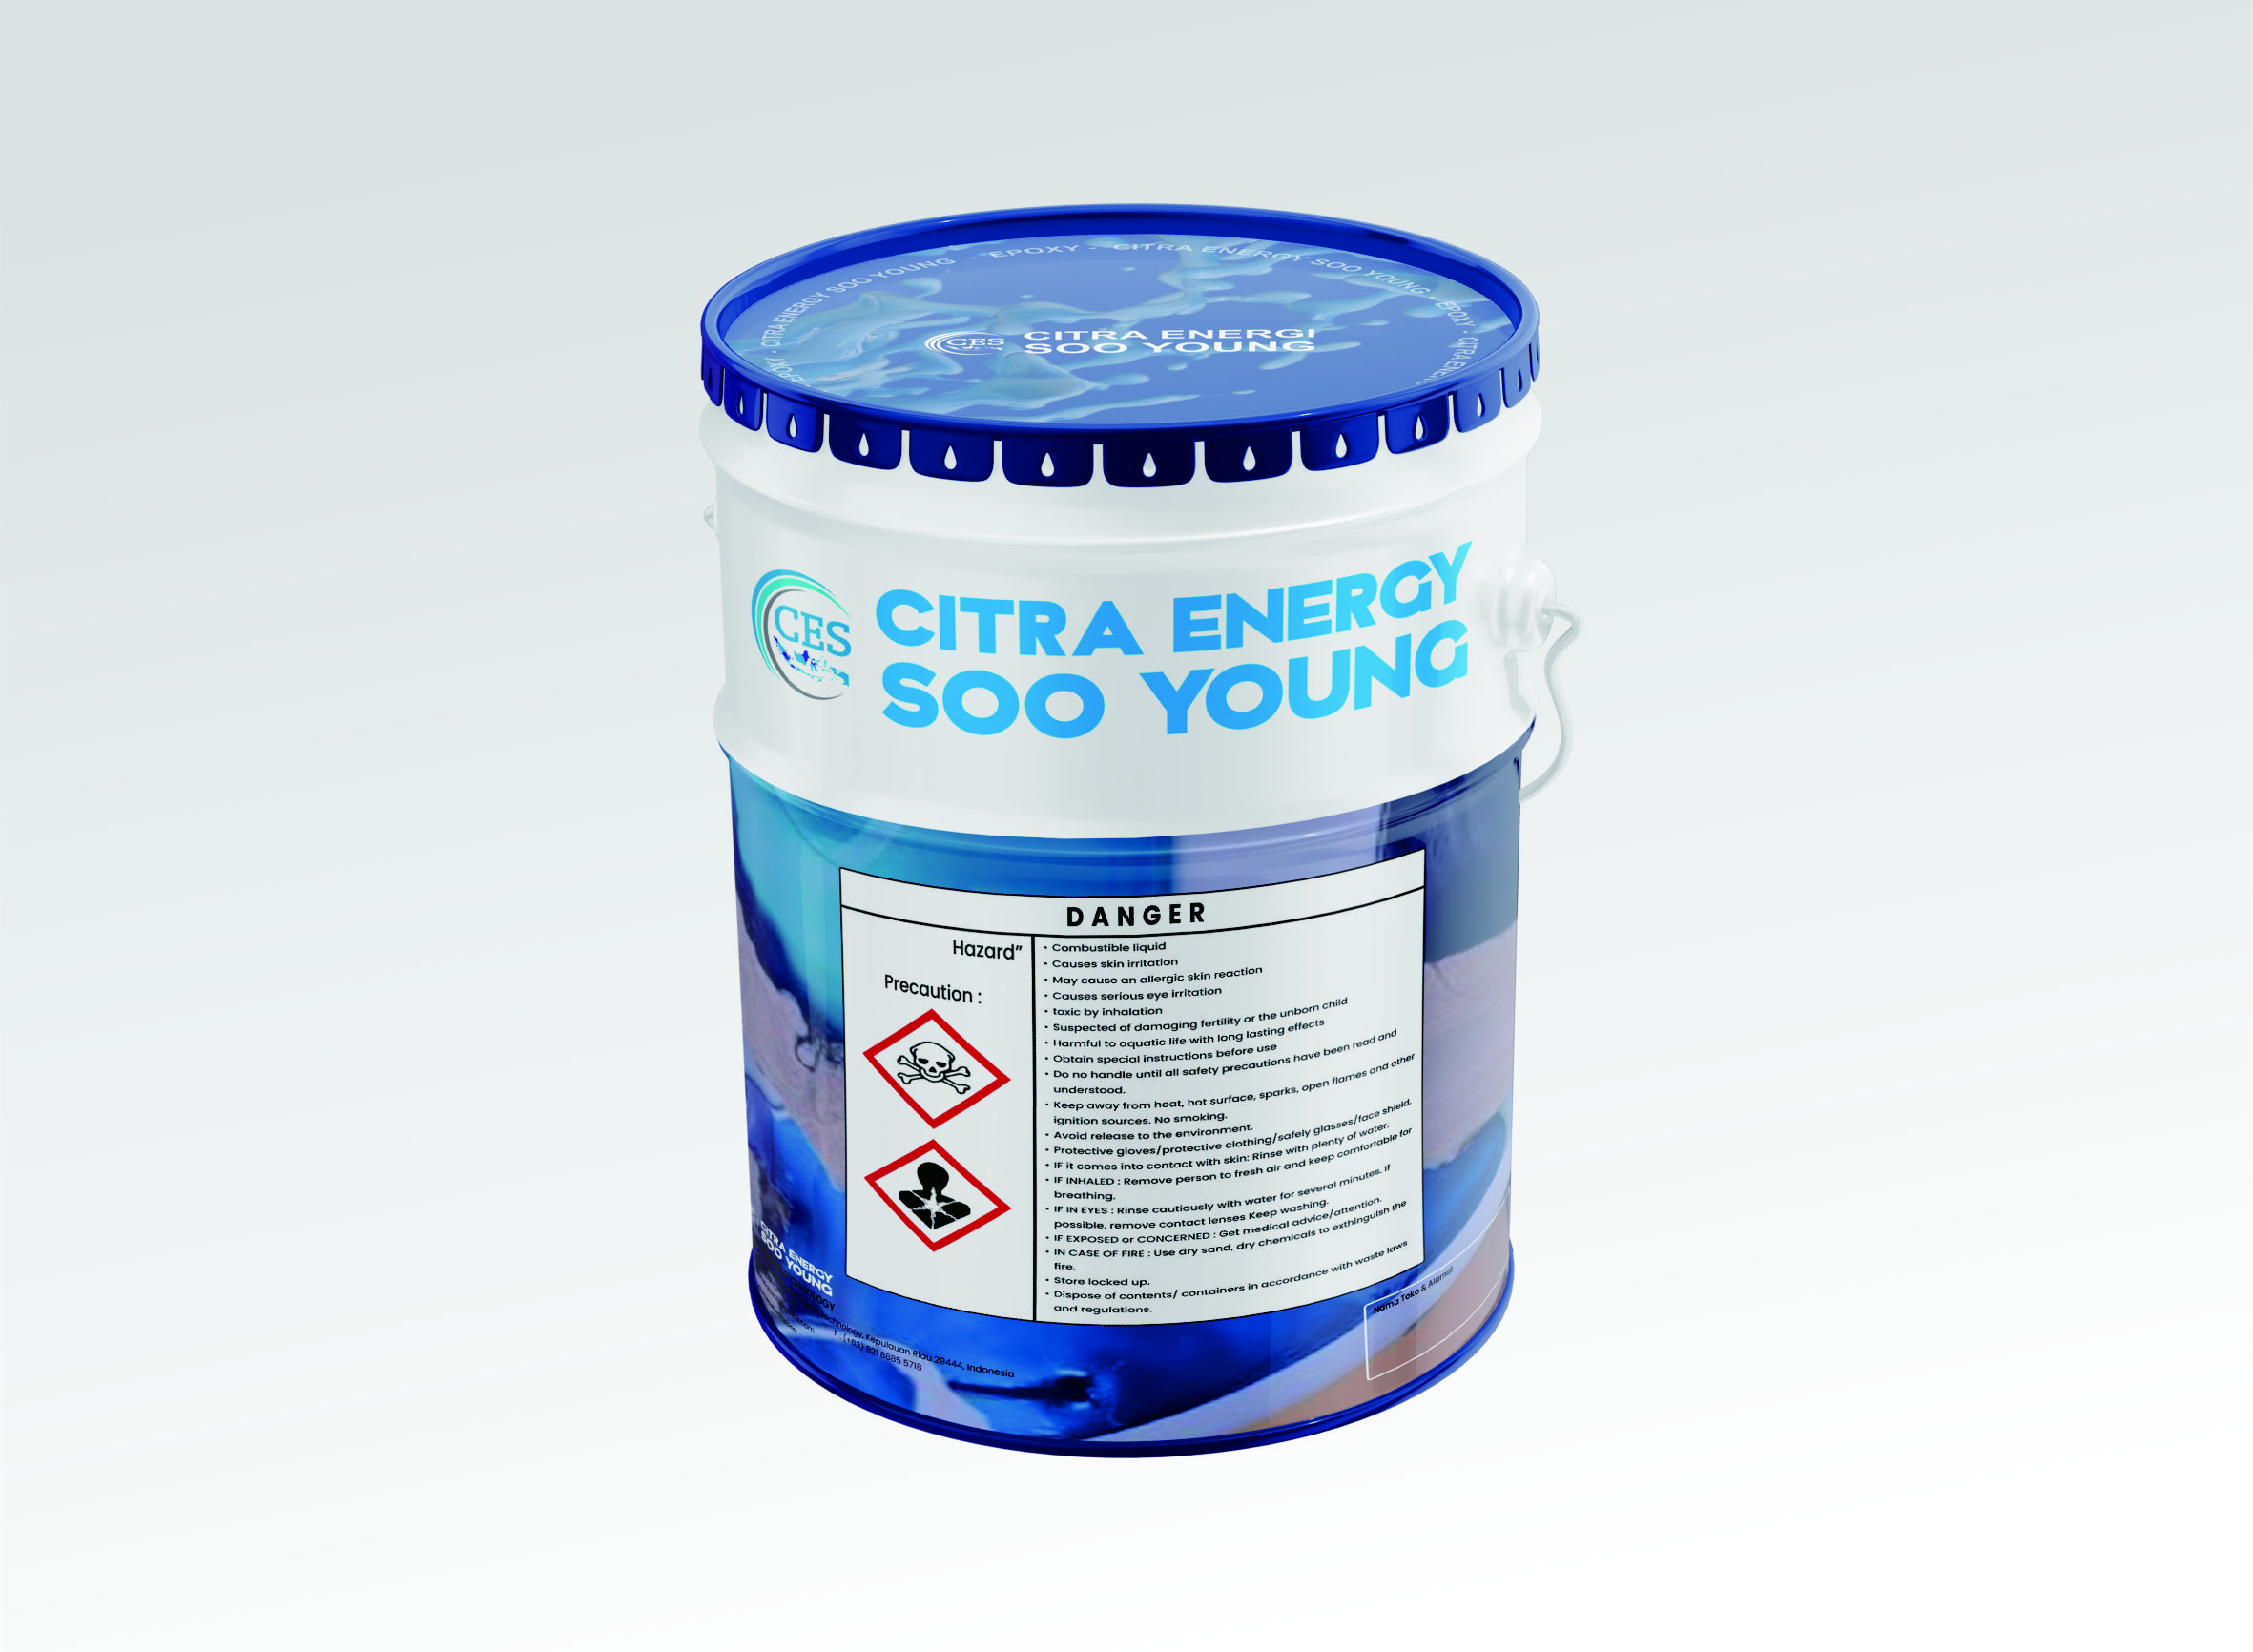 EPOXY - CITRA ENERGY SOO YOUNG - EPOXY - CITRA ENERGY SOO YOUNG - EPOXY - CITRA ENERG
CES
CITRA ENERGI
SOO YOUNG
CES
CITRA ENERGY
SOO YOUNG
DANGER
Hazard"
Precaution :
• Combustible liquid
• Causes skin irritation
• May cause an allergic skin reaction
• Causes serious eye irritation
• toxic by inhalation
• Suspected of damaging fertility or the unborn child
• Harmful to aquatic life with long lasting effects
• Obtain special instructions before use
• Do no handle until all safety precautions have been read and
understood.
• Keep away from heat, hot surface, sparks, open flames and other
ignition sources. No smoking.
• Avoid release to the environment.
• Protective gloves/protective clothing/safely glasses/face shield.
• IF it comes into contact with skin: Rinse with plenty of water.
• IF INHALED : Remove person to fresh air and keep comfortable for
breathing.
• IF IN EYES : Rinse cautiously with water for several minutes. If
possible, remove contact lenses Keep washing.
• IF EXPOSED or CONCERNED : Get medical advice/attention.
• IN CASE OF FIRE : Use dry sand, dry chemicals to exthinguish the
fire.
• Store locked up.
• Dispose of contents/ containers in accordance with waste laws
and regulations.
CITRA ENERGY
SOO YOUNG
Technology, Kepulauan Riau 29444, Indonesia
F : (+62) 821 8685 5718
Nama Toko & Alamat